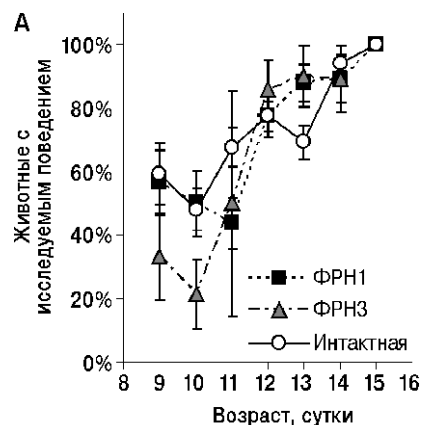 А
Животные с
исследуемым поведением
100%
80%
60%
40%
20%
0%
ФРН1
ФРН3
Интактная
8 9 10 11 12 13 14 15 16
Возраст, сутки